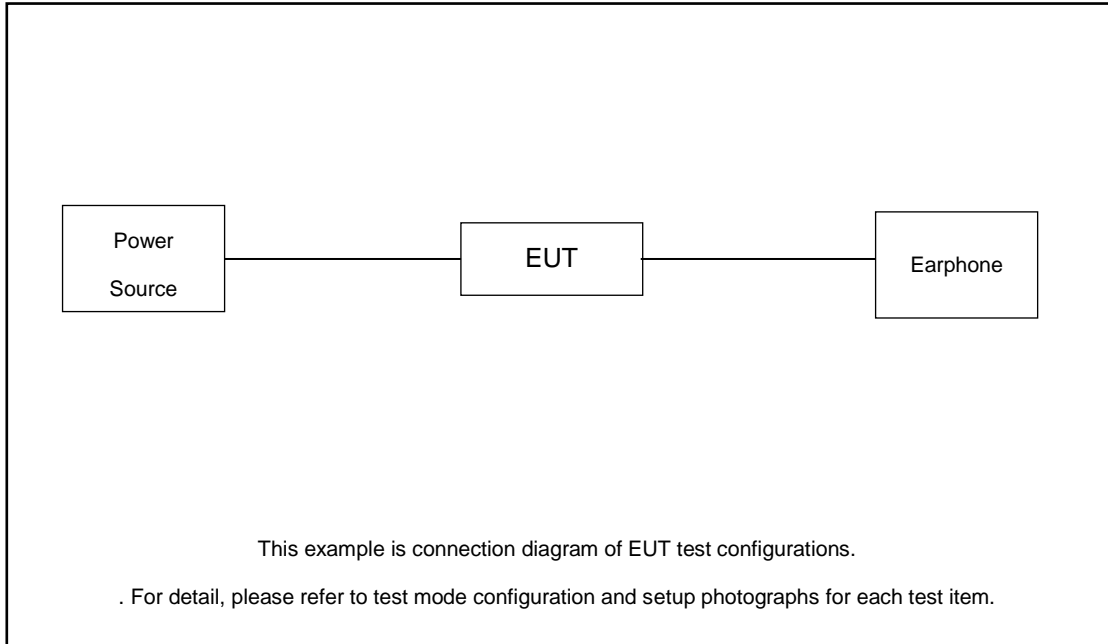 Power
Source
EUT
Earphone
This example is connection diagram of EUT test configurations.
. For detail, please refer to test mode configuration and setup photographs for each test item.